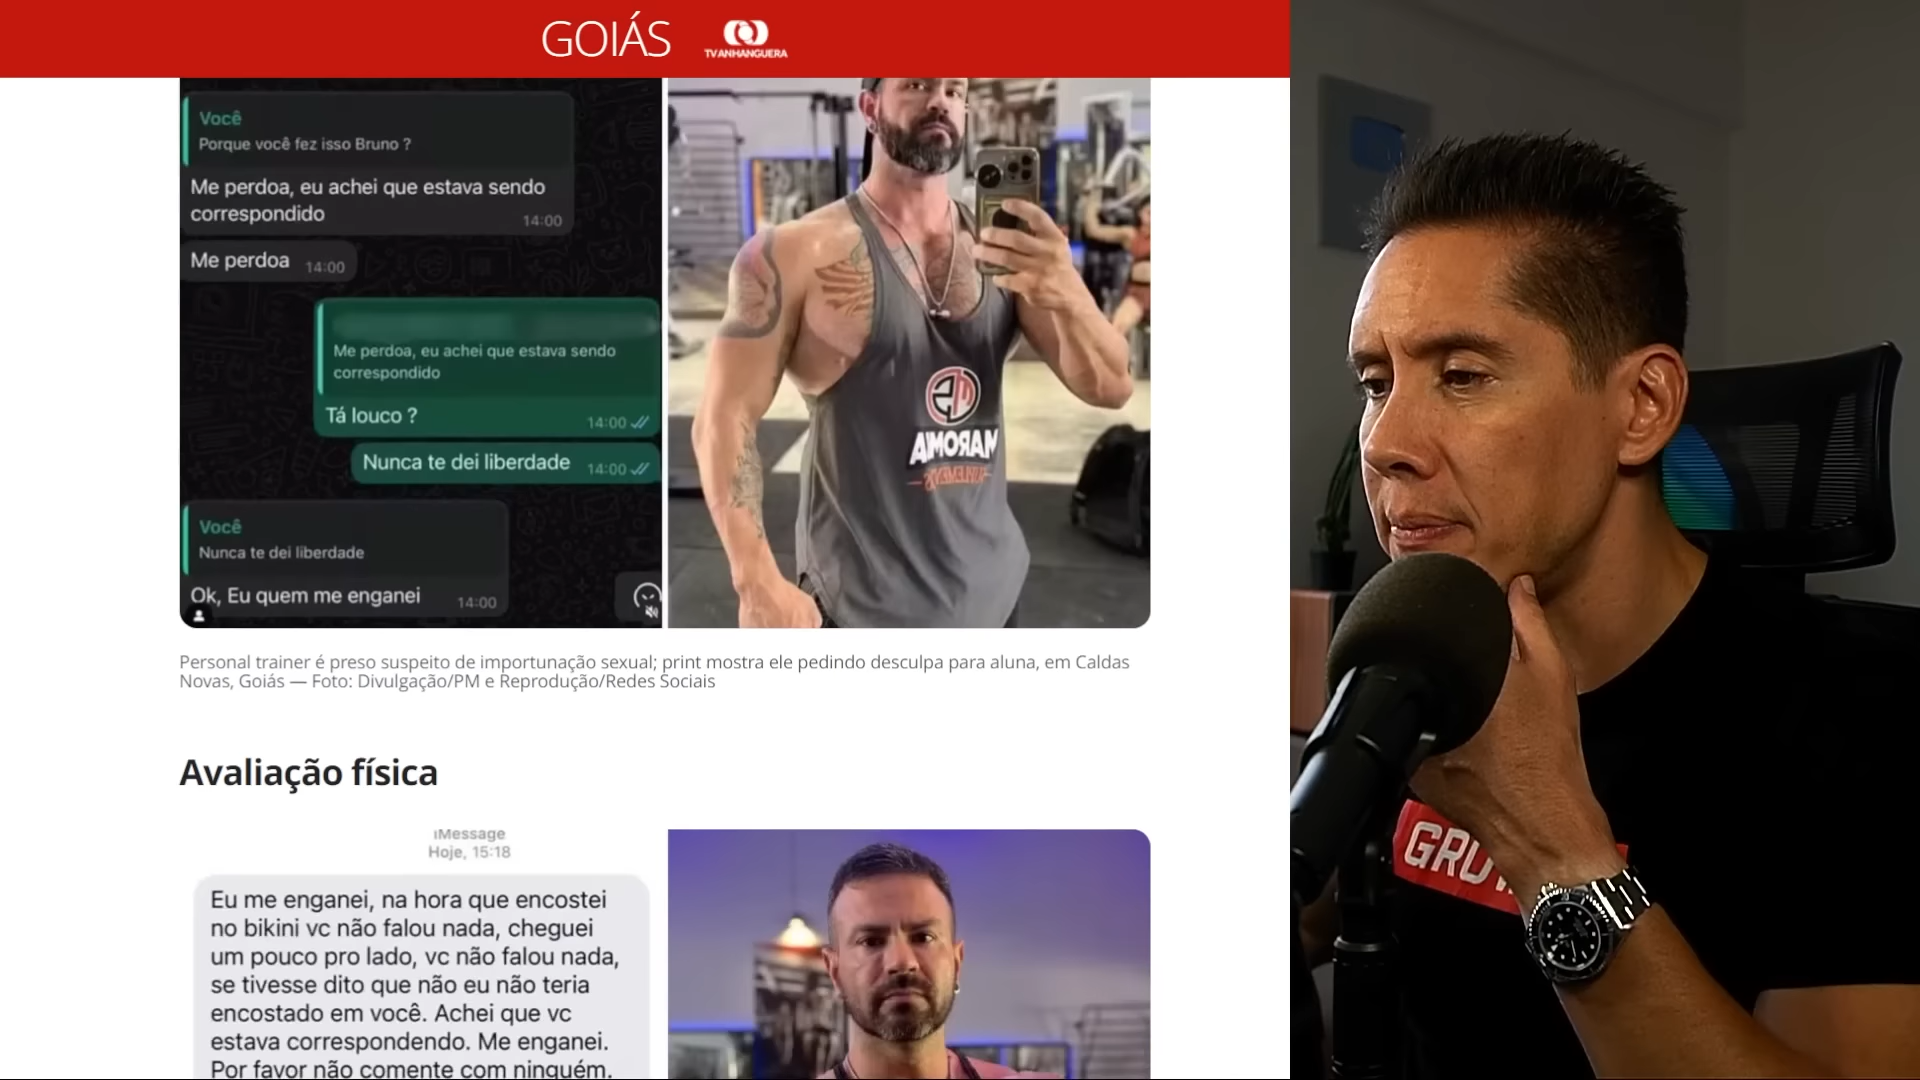 GOIÁS
TV ANHANGUERA
Você
Porque você fez isso Bruno ?
Me perdoa, eu achei que estava sendo
correspondido
14:00
Me perdoa 14:00
Me perdoa, eu achei que estava sendo
correspondido
Tá louco ?
14:00
Nunca te dei liberdade 14:00
Você
Nunca te dei liberdade
Ok, Eu quem me enganei 14:00
MAROMA
Personal trainer é preso suspeito de importunação sexual; print mostra ele pedindo desculpa para aluna, em Caldas
Novas, Goiás — Foto: Divulgação/PM e Reprodução/Redes Sociais
Avaliação física
iMessage
Hoje, 15:18
Eu me enganei, na hora que encostei
no bikini vc não falou nada, cheguei
um pouco pro lado, vc não falou nada,
se tivesse dito que não eu não teria
encostado em você. Achei que vc
estava correspondendo. Me enganei.
Por favor não comente com ninguém.